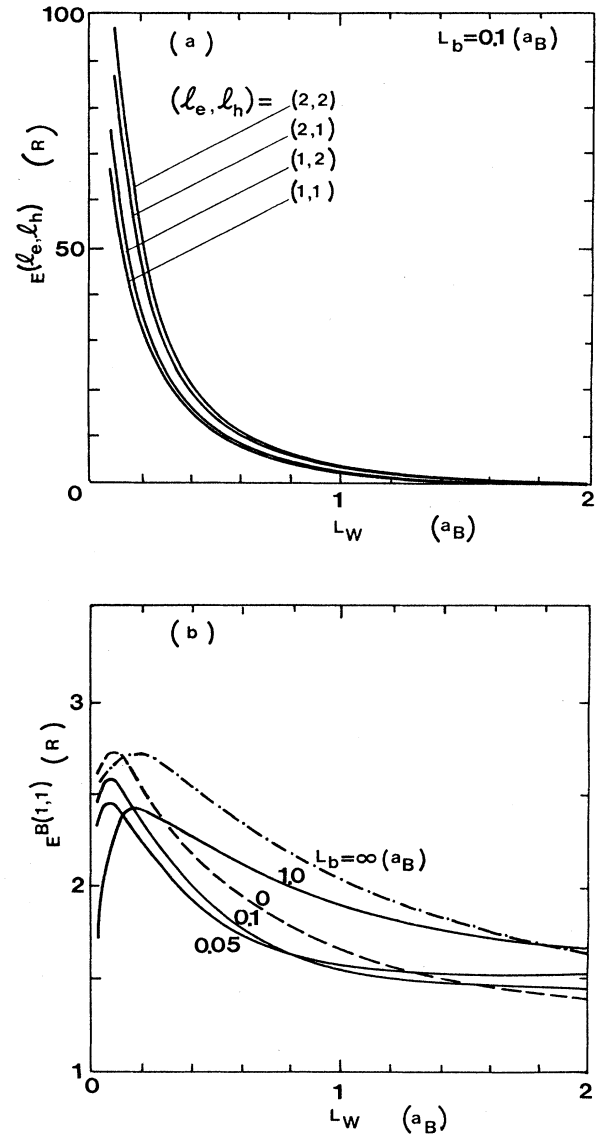 100
(a)
L_b=0.1 (a_B)
(ℓ_e,ℓ_h)=
(2,2)
(2,1)
(1,2)
(1,1)
E^(ℓ_e,ℓ_h) (R)
50
0
1
2
L_W (a_B)
(b)
3
E^B(1,1) (R)
L_b=∞(a_B)
1.0
2
0
0.1
0.05
1
0
1
2
L_W (a_B)